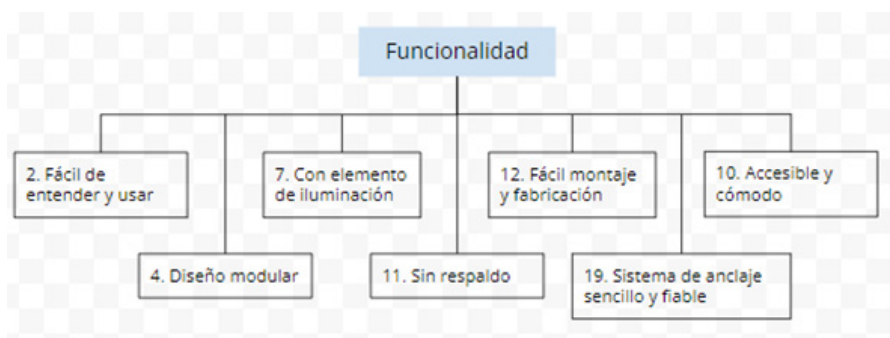 Funcionalidad
2. Fácil de
entender y usar
7. Con elemento
de iluminación
12. Fácil montaje
y fabricación
10. Accesible y
cómodo
4. Diseño modular
11. Sin respaldo
19. Sistema de anclaje
sencillo y fiable